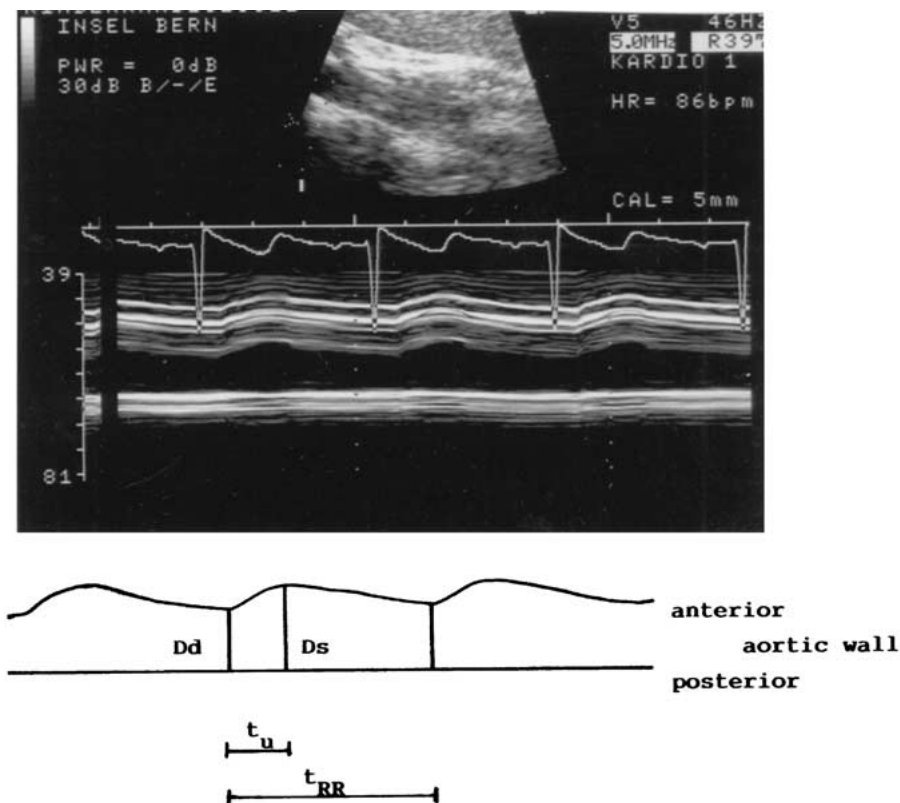 INSEL BERN
PWR = 0dB
30dB B/-/E
V5 46HZ
5.0MHz R39
KARDIO 1
HR= 86bpm
CAL= 5mm
39
81
anterior
Dd Ds aortic wall
posterior
tu
tRR